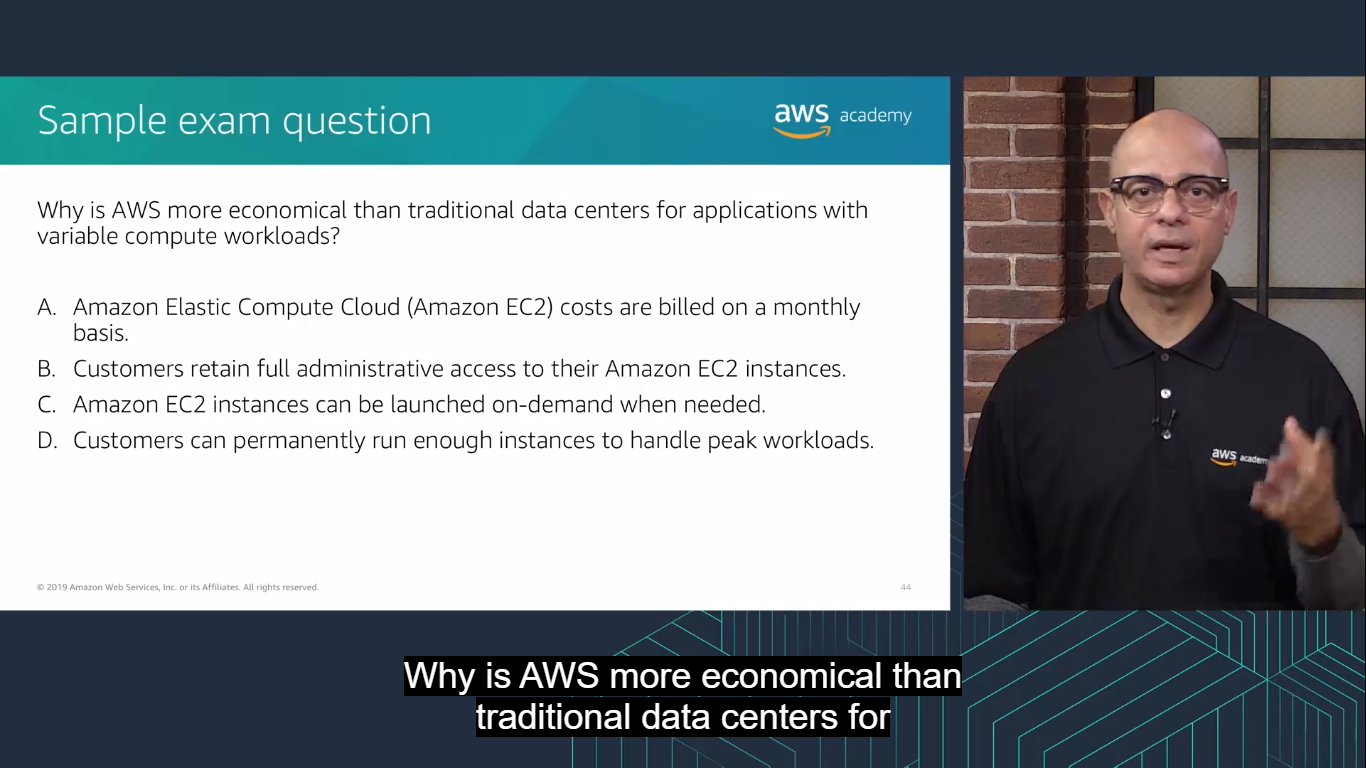 Sample exam question
aws academy
Why is AWS more economical than traditional data centers for applications with
variable compute workloads?
A. Amazon Elastic Compute Cloud (Amazon EC2) costs are billed on a monthly
basis.
B. Customers retain full administrative access to their Amazon EC2 instances.
C. Amazon EC2 instances can be launched on-demand when needed.
D. Customers can permanently run enough instances to handle peak workloads.
© 2019 Amazon Web Services, Inc. or its Affiliates. All rights reserved.
44
aws academy
Why is AWS more economical than
traditional data centers for